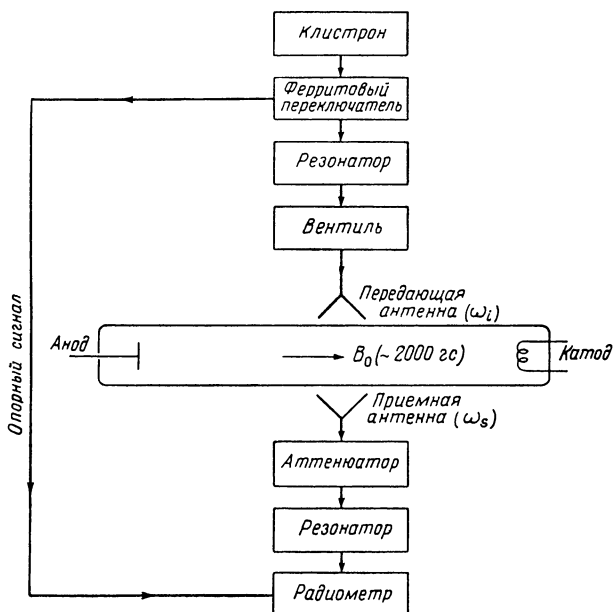 Клистрон
Ферритовый
переключатель
Резонатор
Вентиль
Передающая
антенна (ωi)
Анод
B₀ (~ 2000 гс)
Катод
Приемная
антенна (ωs)
Опорный сигнал
Аттенюатор
Резонатор
Радиометр